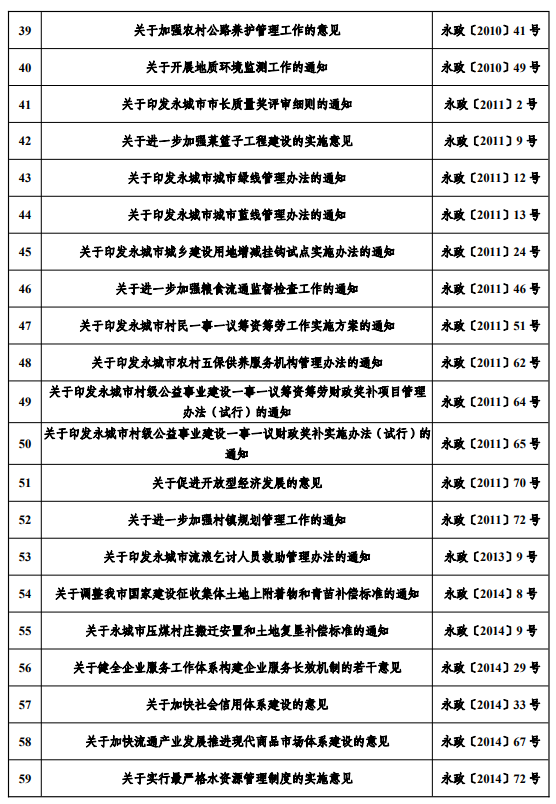 39 关于加强农村公路养护管理工作的意见 永政〔2010〕41 号
40 关于开展地质环境监测工作的通知 永政〔2010〕49 号
41 关于印发永城市市长质量奖评审细则的通知 永政〔2011〕2 号
42 关于进一步加强菜篮子工程建设的实施意见 永政〔2011〕9 号
43 关于印发永城市城市绿线管理办法的通知 永政〔2011〕12 号
44 关于印发永城市城市蓝线管理办法的通知 永政〔2011〕13 号
45 关于印发永城市城乡建设用地增减挂钩试点实施办法的通知 永政〔2011〕24 号
46 关于进一步加强粮食流通监督检查工作的通知 永政〔2011〕46 号
47 关于印发永城市村民一事一议筹资筹劳工作实施方案的通知 永政〔2011〕51 号
48 关于印发永城市农村五保供养服务机构管理办法的通知 永政〔2011〕62 号
关于印发永城市村级公益事业建设一事一议筹资筹劳财政奖补项目管理
49 办法（试行）的通知 永政〔2011〕64 号
关于印发永城市村级公益事业建设一事一议财政奖补实施办法（试行）的
50 通知 永政〔2011〕65 号
51 关于促进开放型经济发展的意见 永政〔2011〕70 号
52 关于进一步加强村镇规划管理工作的通知 永政〔2011〕72 号
53 关于印发永城市流浪乞讨人员救助管理办法的通知 永政〔2013〕9 号
54 关于调整我市国家建设征收集体土地上附着物和青苗补偿标准的通知 永政〔2014〕8 号
55 关于永城市压煤村庄搬迁安置和土地复垦补偿标准的通知 永政〔2014〕9 号
56 关于健全企业服务工作体系构建企业服务长效机制的若干意见 永政〔2014〕29 号
57 关于加快社会信用体系建设的意见 永政〔2014〕33 号
58 关于加快流通产业发展推进现代商品市场体系建设的意见 永政〔2014〕67 号
59 关于实行最严格水资源管理制度的实施意见 永政〔2014〕72 号